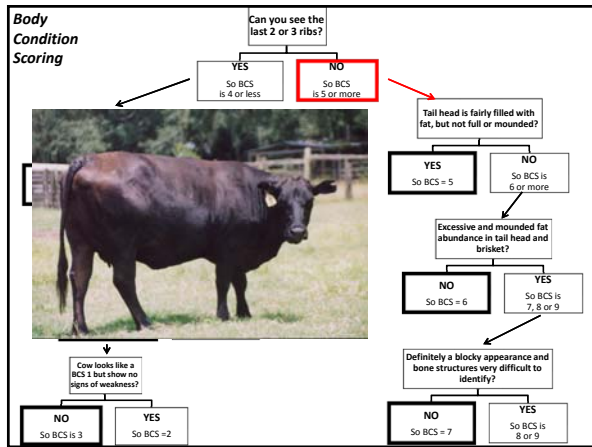 Body
Condition
Scoring
Can you see the
last 2 or 3 ribs?
YES
So BCS
is 4 or less
NO
So BCS
is 5 or more
Tail head is fairly filled with
fat, but not full or mounded?
YES
So BCS = 5
NO
So BCS is
6 or more
Excessive and mounded fat
abundance in tail head and
brisket?
NO
So BCS = 6
YES
So BCS is
7, 8 or 9
Cow looks like a
BCS 1 but show no
signs of weakness?
NO
So BCS is 3
YES
So BCS =2
Definitely a blocky appearance and
bone structures very difficult to
identify?
NO
So BCS = 7
YES
So BCS is
8 or 9